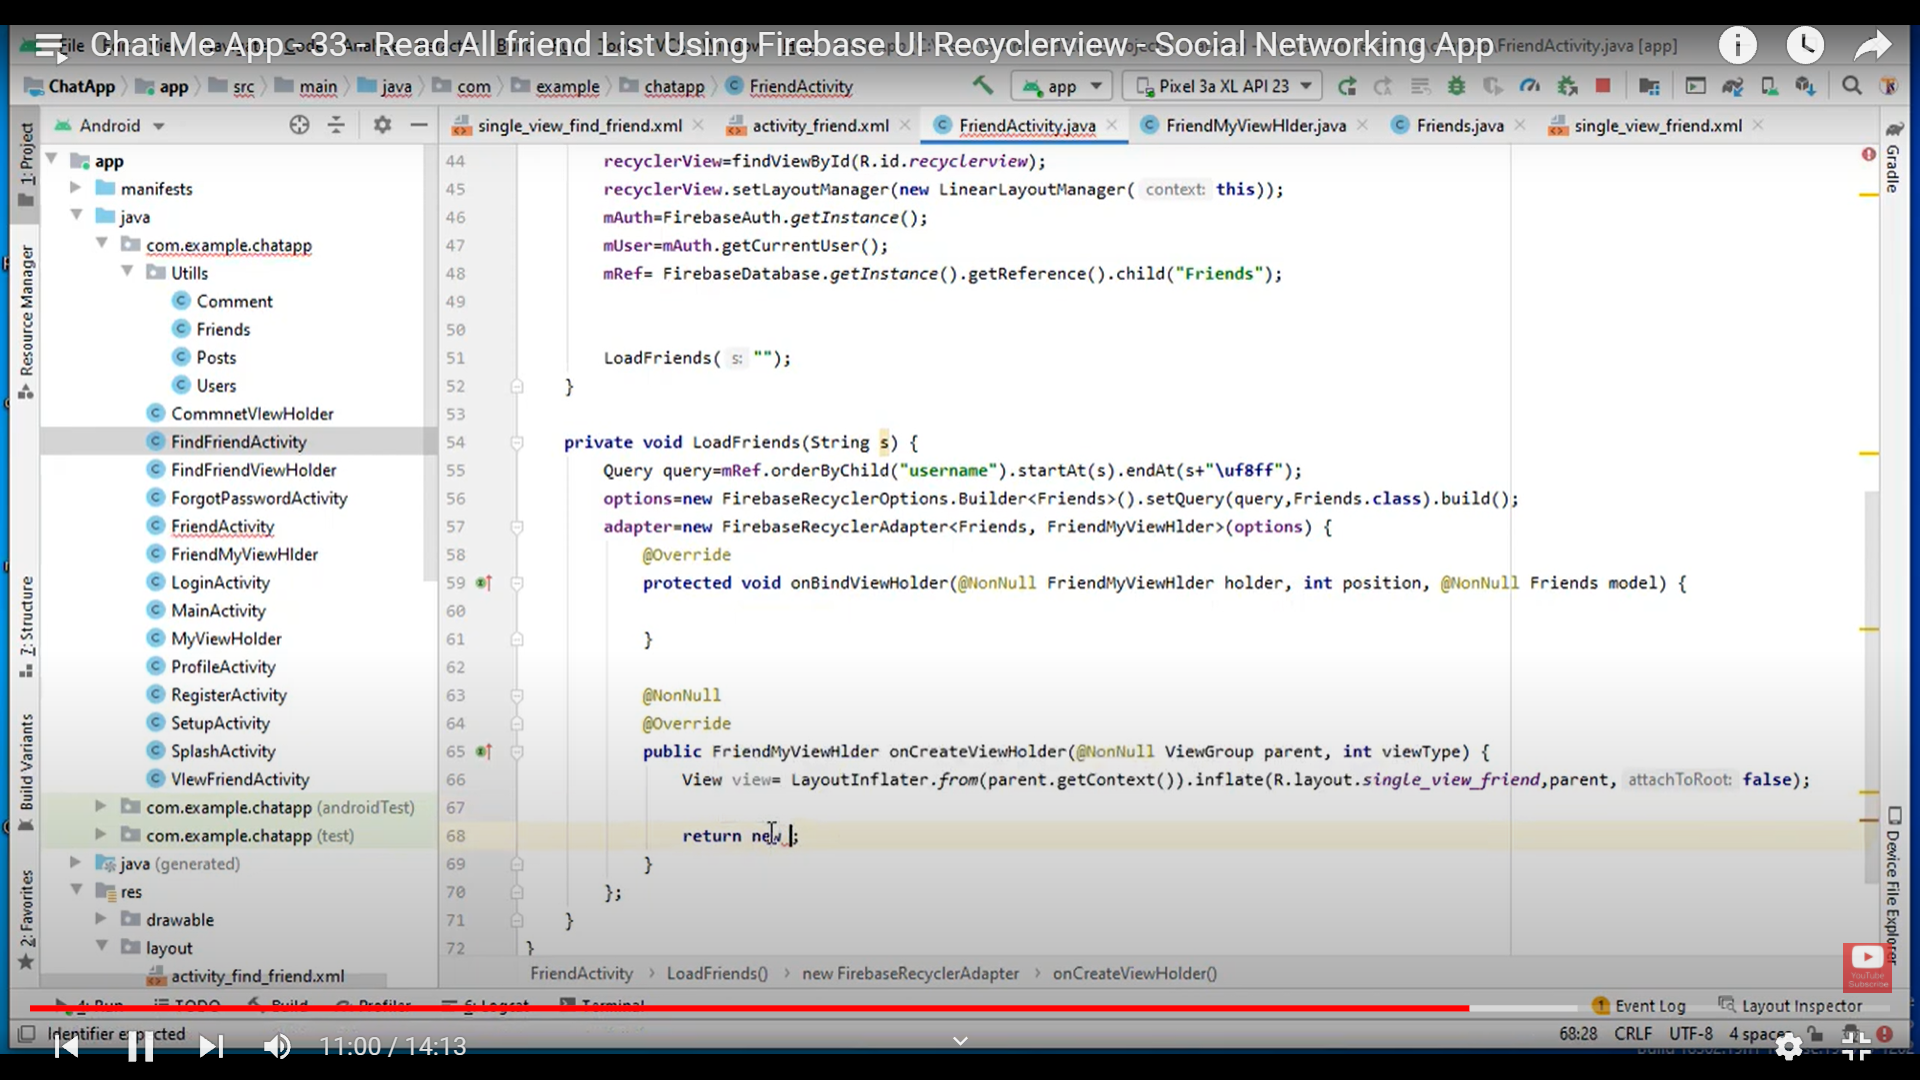 Chat Me App - 33 - Read All friend List Using Firebase UI Recyclerview - Social Networking App
FriendActivity.java [app]
ChatApp app src main java com example chatapp FriendActivity app Pixel 3a XL API 23
Android single_view_find_friend.xml activity_friend.xml FriendActivity.java FriendMyViewHlder.java Friends.java single_view_friend.xml
1: Project
Resource Manager
7: Structure
Build Variants
2: Favorites
app
manifests
java
com.example.chatapp
Utills
Comment
Friends
Posts
Users
CommnetVIewHolder
FindFriendActivity
FindFriendViewHolder
ForgotPasswordActivity
FriendActivity
FriendMyViewHlder
LoginActivity
MainActivity
MyViewHolder
ProfileActivity
RegisterActivity
SetupActivity
SplashActivity
VIewFriendActivity
com.example.chatapp (androidTest)
com.example.chatapp (test)
java (generated)
res
drawable
layout
activity_find_friend.xml
44 recyclerView=findViewById(R.id.recyclerview);
45 recyclerView.setLayoutManager(new LinearLayoutManager( context: this));
46 mAuth=FirebaseAuth.getInstance();
47 mUser=mAuth.getCurrentUser();
48 mRef= FirebaseDatabase.getInstance().getReference().child("Friends");
49
50
51 LoadFriends( s: "");
52 }
53
54 private void LoadFriends(String s) {
55 Query query=mRef.orderByChild("username").startAt(s).endAt(s+"\uf8ff");
56 options=new FirebaseRecyclerOptions.Builder<Friends>().setQuery(query,Friends.class).build();
57 adapter=new FirebaseRecyclerAdapter<Friends, FriendMyViewHlder>(options) {
58 @Override
59 protected void onBindViewHolder(@NonNull FriendMyViewHlder holder, int position, @NonNull Friends model) {
60
61 }
62
63 @NonNull
64 @Override
65 public FriendMyViewHlder onCreateViewHolder(@NonNull ViewGroup parent, int viewType) {
66 View view= LayoutInflater.from(parent.getContext()).inflate(R.layout.single_view_friend,parent, attachToRoot: false);
67
68 return new ;
69 }
70 };
71 }
72 }
Gradle
Device File Explorer
YouTube
Subscribe
FriendActivity LoadFriends() new FirebaseRecyclerAdapter onCreateViewHolder()
4: Run TODO Build Profiler 6: Logcat Terminal Event Log Layout Inspector
Identifier expected 68:28 CRLF UTF-8 4 spaces
11:00 / 14:13